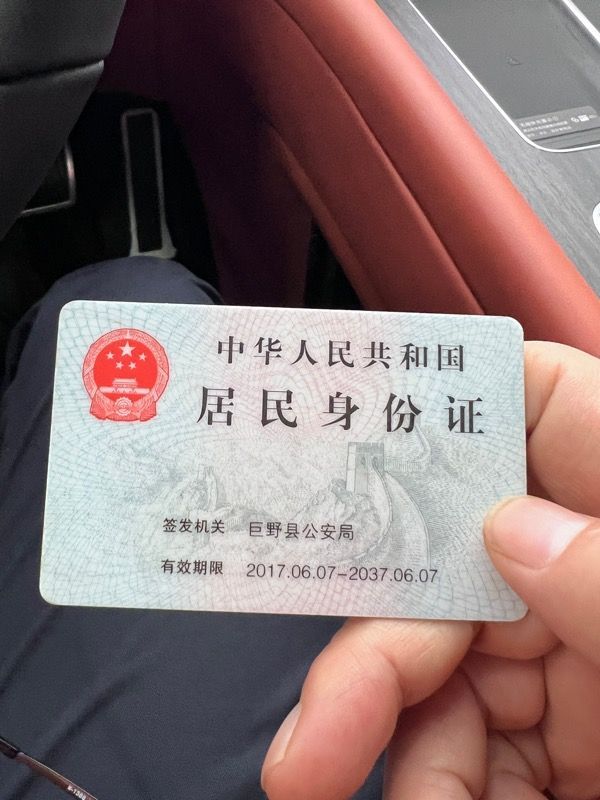 中华人民共和国
居民身份证
签发机关 巨野县公安局
有效期限 2017.06.07-2037.06.07